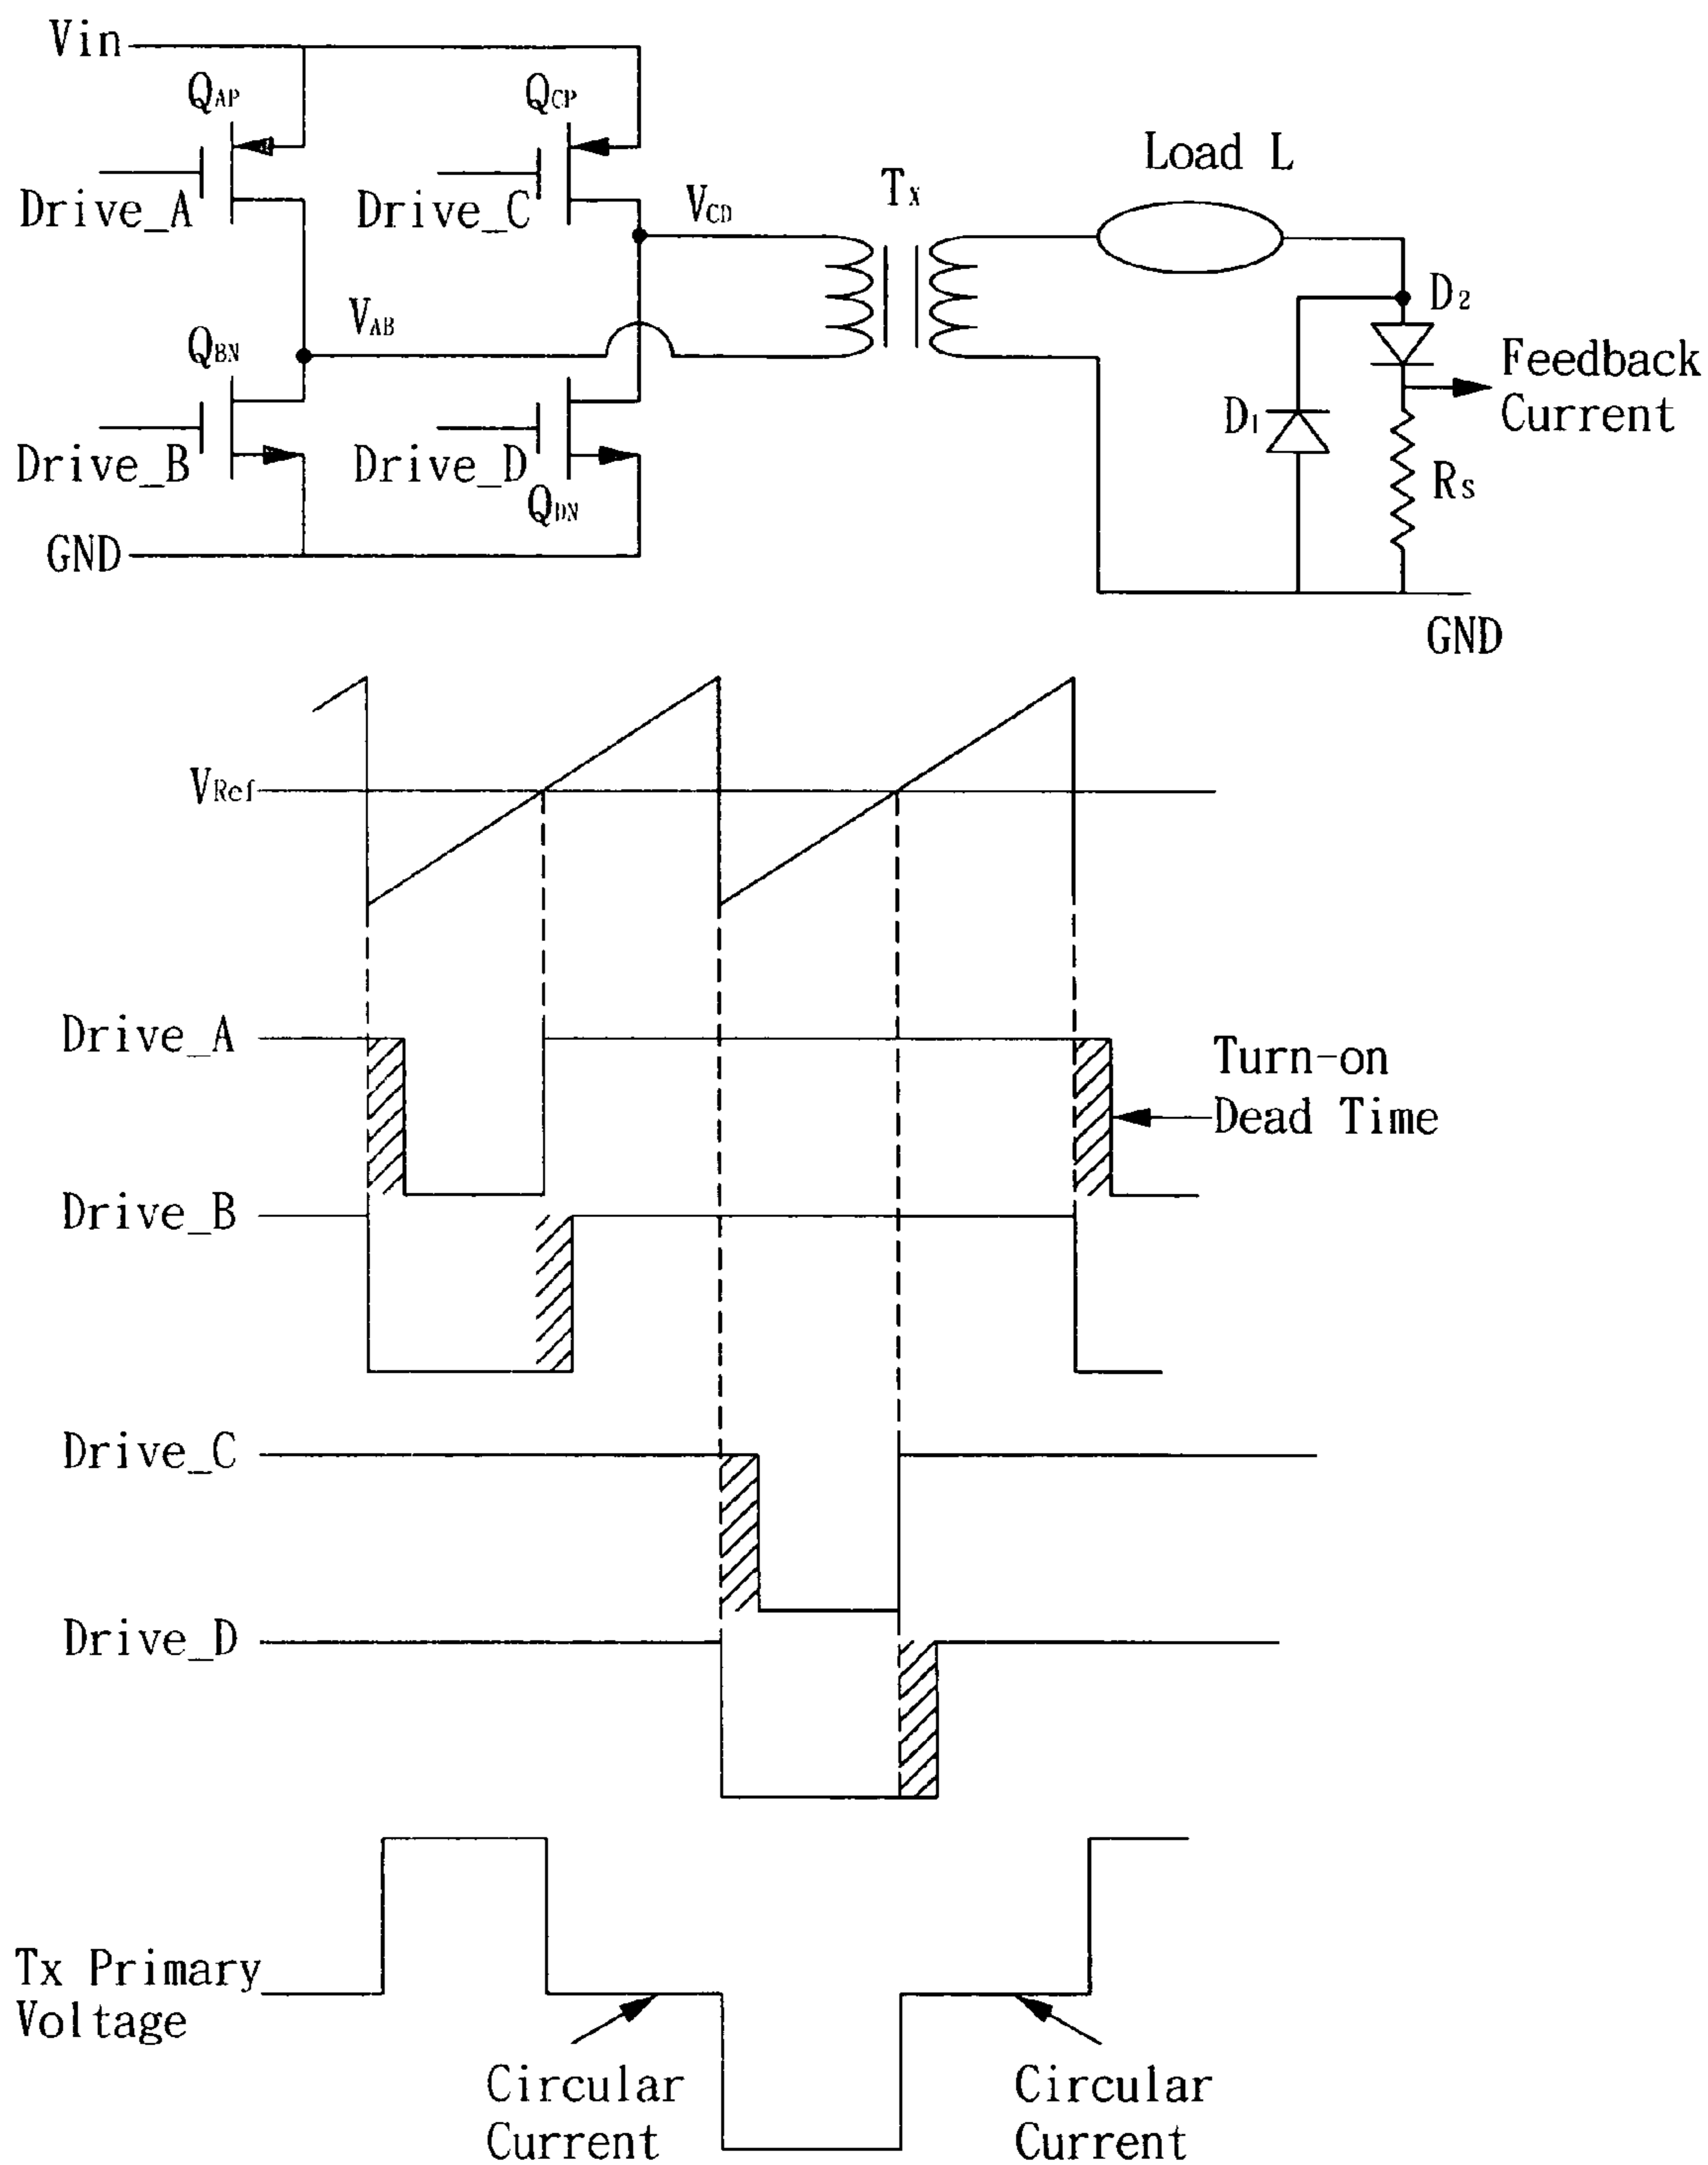 Vin
QAP
QCP
Load L
Tx
Drive_A
Drive_C
VCD
D2
VAB
QBN
Feedback
Current
D1
Drive_B
Drive_D
Rs
QDN
GND
GND
VRef
Drive_A
Turn-on
Dead Time
Drive_B
Drive_C
Drive_D
Tx Primary
Voltage
Circular
Current
Circular
Current